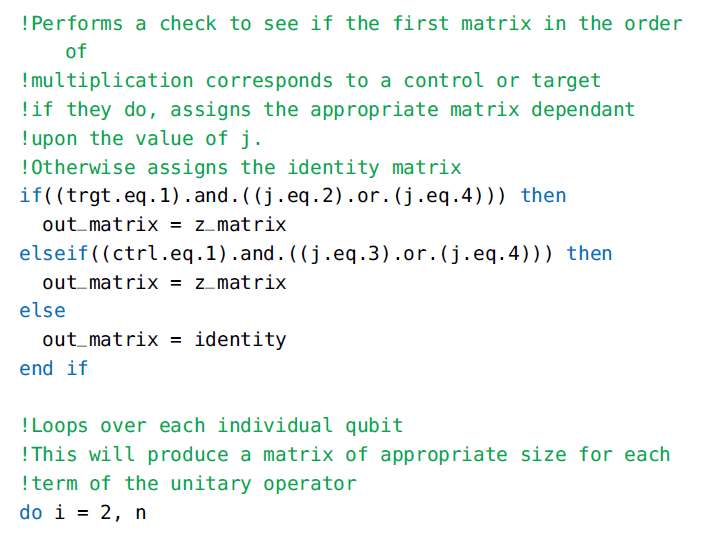 !Performs a check to see if the first matrix in the order
of
!multiplication corresponds to a control or target
!if they do, assigns the appropriate matrix dependant
!upon the value of j.
!Otherwise assigns the identity matrix
if((trgt.eq.1).and.((j.eq.2).or.(j.eq.4))) then
out_matrix = z_matrix
elseif((ctrl.eq.1).and.((j.eq.3).or.(j.eq.4))) then
out_matrix = z_matrix
else
out_matrix = identity
end if
!Loops over each individual qubit
!This will produce a matrix of appropriate size for each
!term of the unitary operator
do i = 2, n